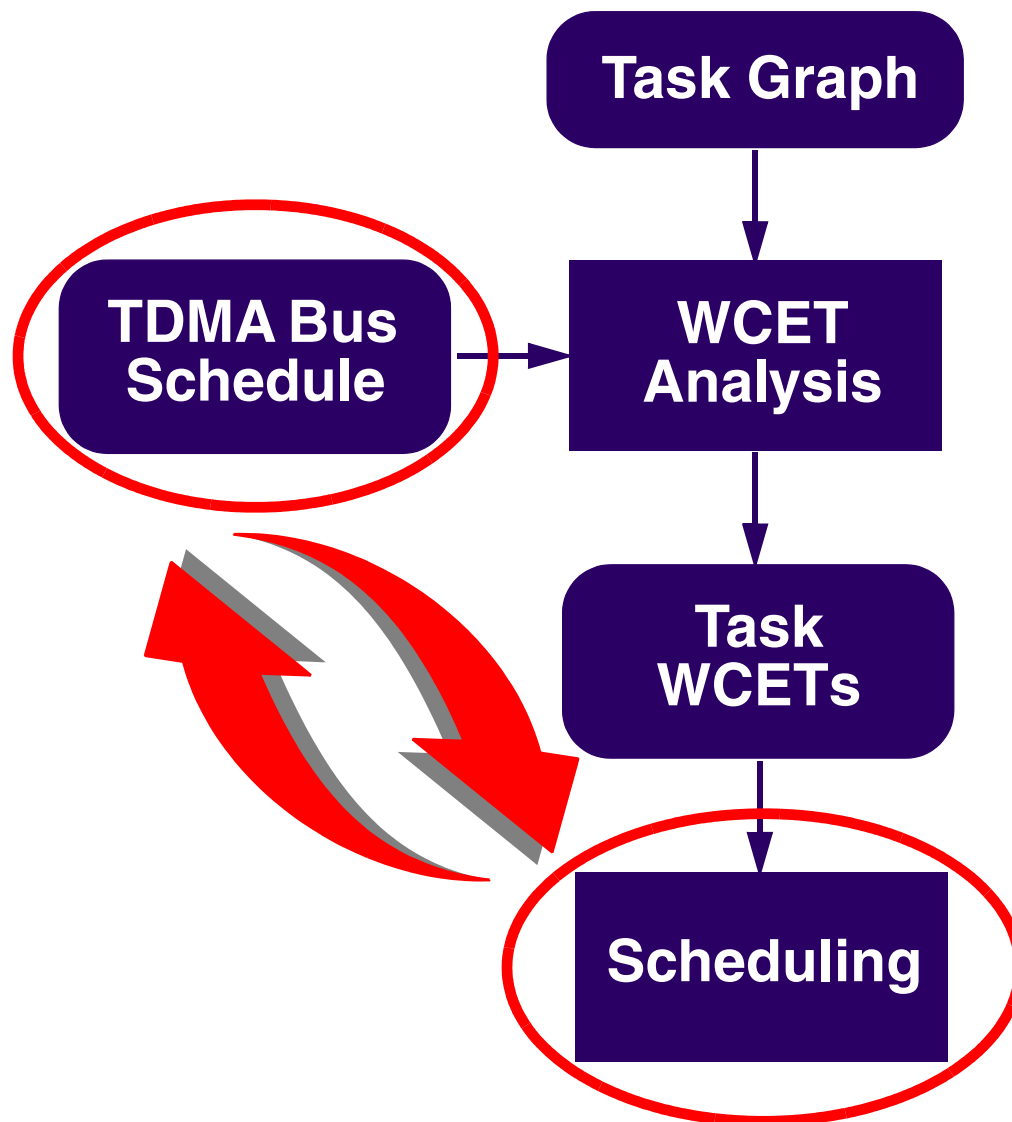 Task Graph
TDMA Bus
Schedule
WCET
Analysis
Task
WCETs
Scheduling